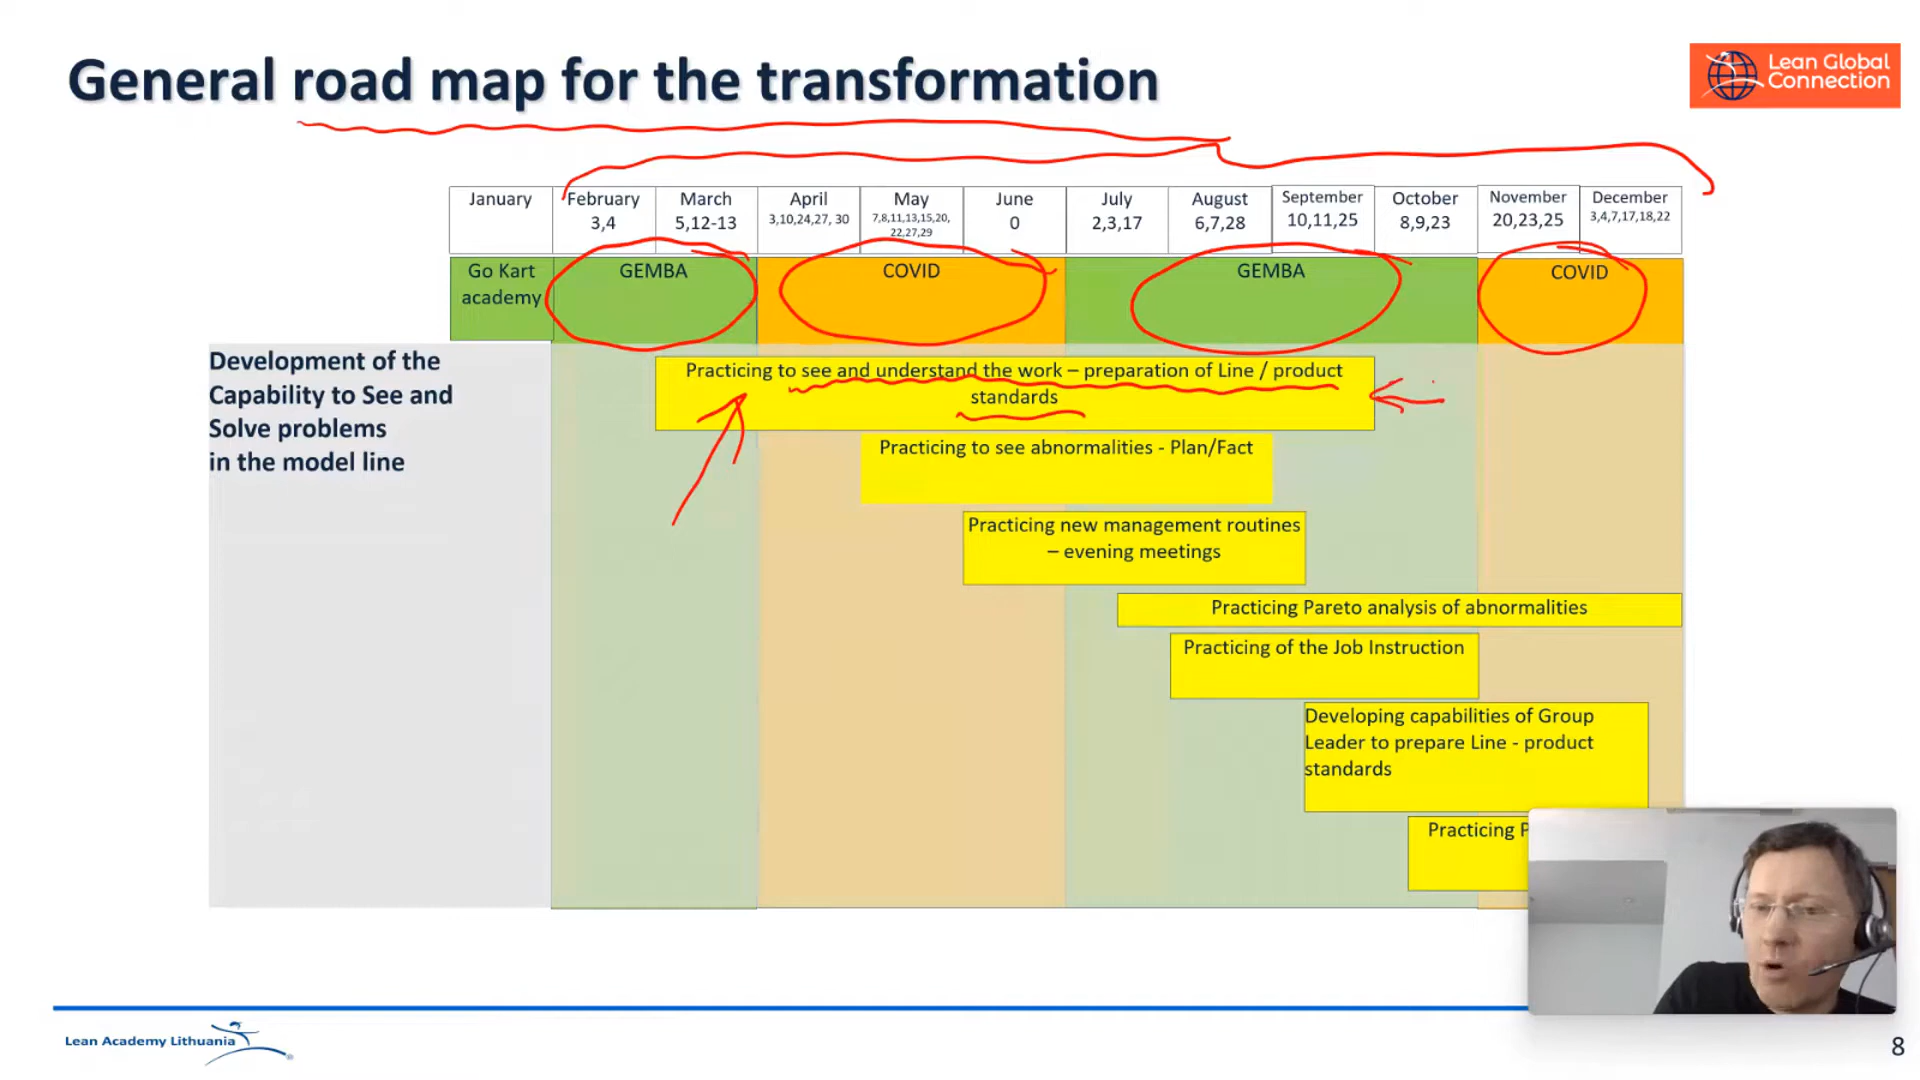 General road map for the transformation
Lean Global
Connection
January
February
3,4
March
5,12-13
April
3,10,24,27, 30
May
7,8,11,13,15,20,
22,27,29
June
0
July
2,3,17
August
6,7,28
September
10,11,25
October
8,9,23
November
20,23,25
December
3,4,7,17,18,22
Go Kart
academy
GEMBA
COVID
GEMBA
COVID
Development of the
Capability to See and
Solve problems
in the model line
Practicing to see and understand the work – preparation of Line / product
standards
Practicing to see abnormalities - Plan/Fact
Practicing new management routines
– evening meetings
Practicing Pareto analysis of abnormalities
Practicing of the Job Instruction
Developing capabilities of Group
Leader to prepare Line - product
standards
Practicing
Lean Academy Lithuania
8